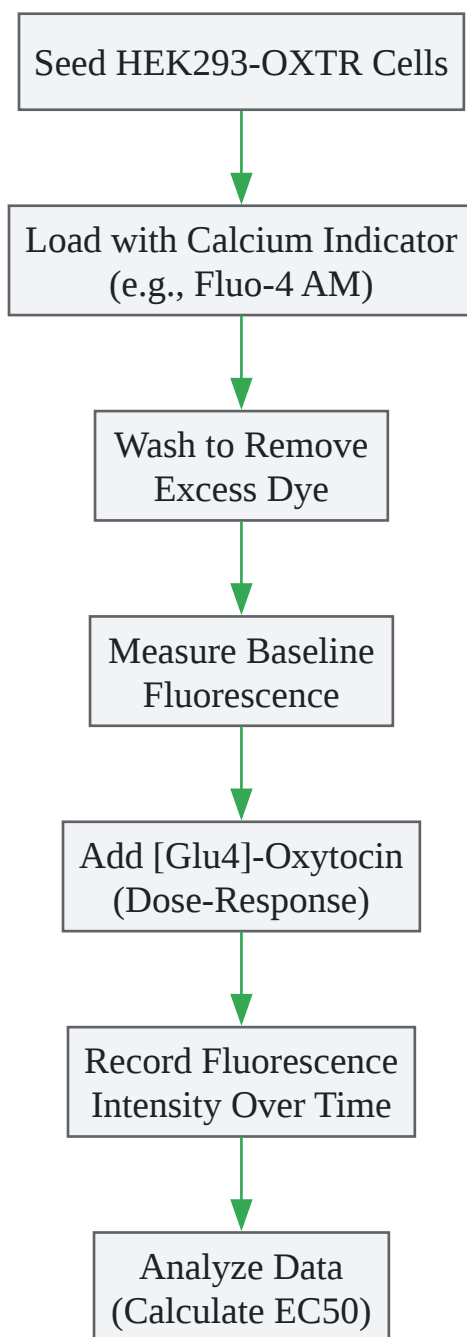 Seed HEK293-OXTR Cells
Load with Calcium Indicator
(e.g., Fluo-4 AM)
Wash to Remove
Excess Dye
Measure Baseline
Fluorescence
Add [Glu4]-Oxytocin
(Dose-Response)
Record Fluorescence
Intensity Over Time
Analyze Data
(Calculate EC50)